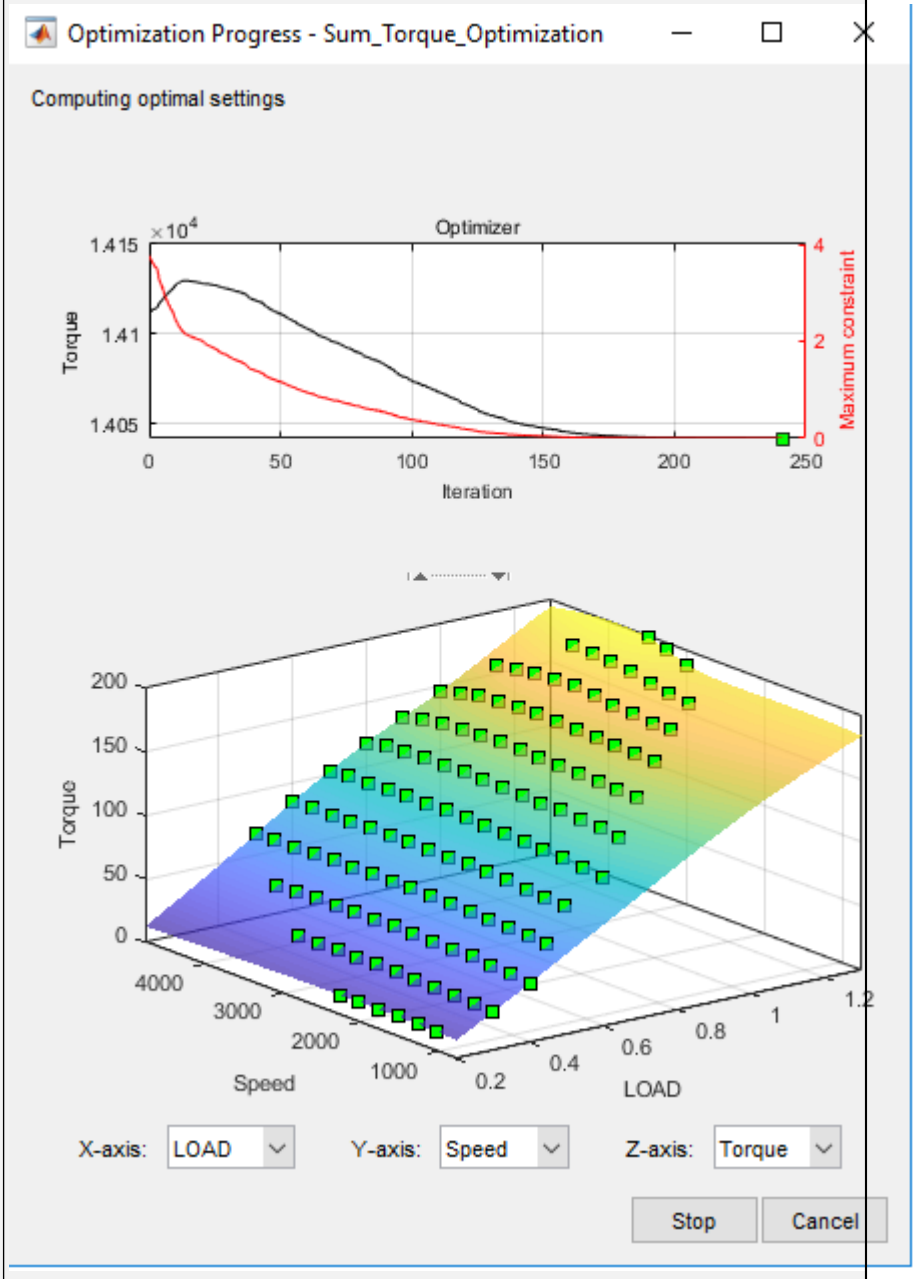 Optimization Progress - Sum_Torque_Optimization
Computing optimal settings
×10⁴
Optimizer
1.415
1.41
1.405
Torque
4
2
0
Maximum constraint
0 50 100 150 200 250
Iteration
200
150
100
50
0
Torque
4000
3000
2000
1000
Speed
0.2
0.4
0.6
0.8
1
1.2
LOAD
X-axis: LOAD Y-axis: Speed Z-axis: Torque
Stop Cancel